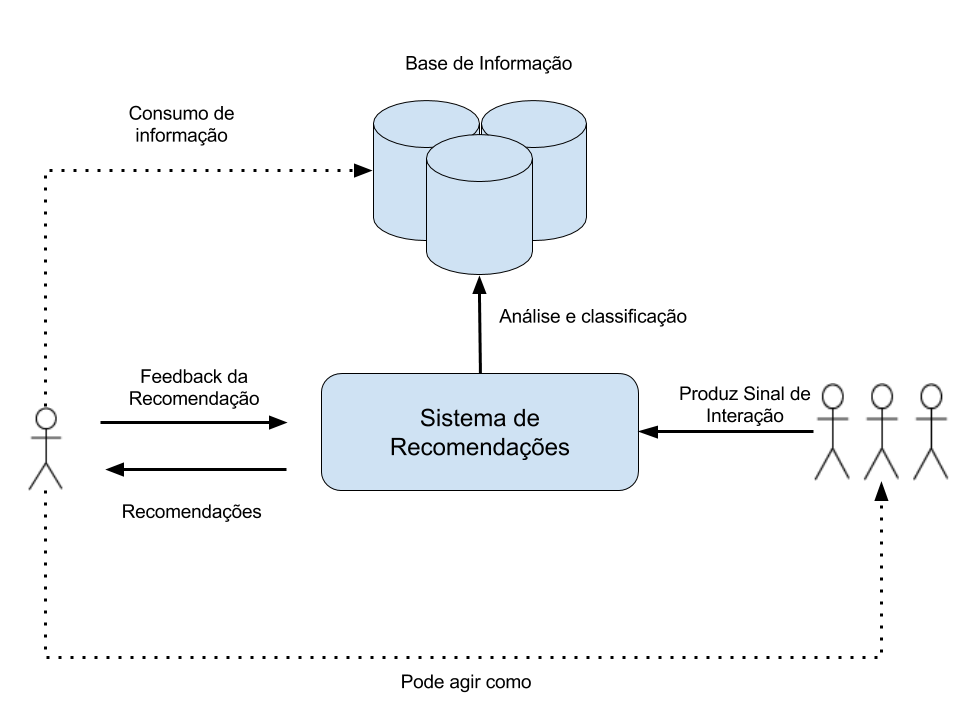 Base de Informação
Consumo de
informação
Análise e classificação
Feedback da
Recomendação
Sistema de
Recomendações
Produz Sinal de
Interação
Recomendações
Pode agir como